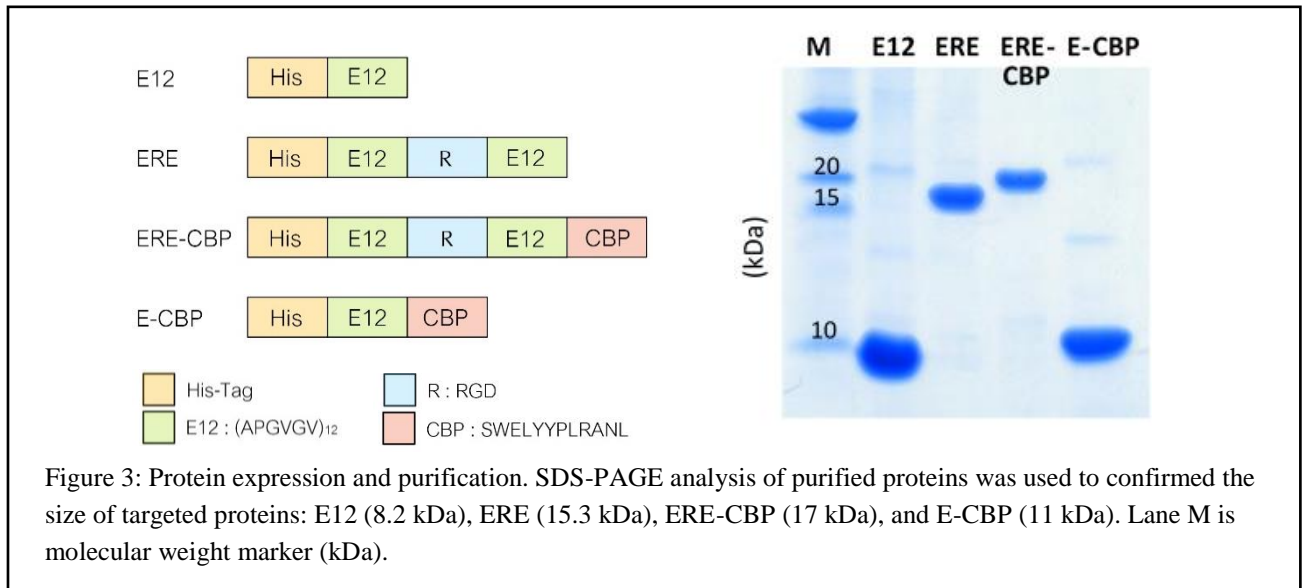 E12 His E12
ERE His E12 R E12
ERE-CBP His E12 R E12 CBP
E-CBP His E12 CBP
His-Tag R : RGD
E12 : (APGVGV)₁₂ CBP : SWELYYPLRANL
M E12 ERE ERE- E-CBP
CBP
20
15
10
(kDa)
Figure 3: Protein expression and purification. SDS-PAGE analysis of purified proteins was used to confirmed the
size of targeted proteins: E12 (8.2 kDa), ERE (15.3 kDa), ERE-CBP (17 kDa), and E-CBP (11 kDa). Lane M is
molecular weight marker (kDa).